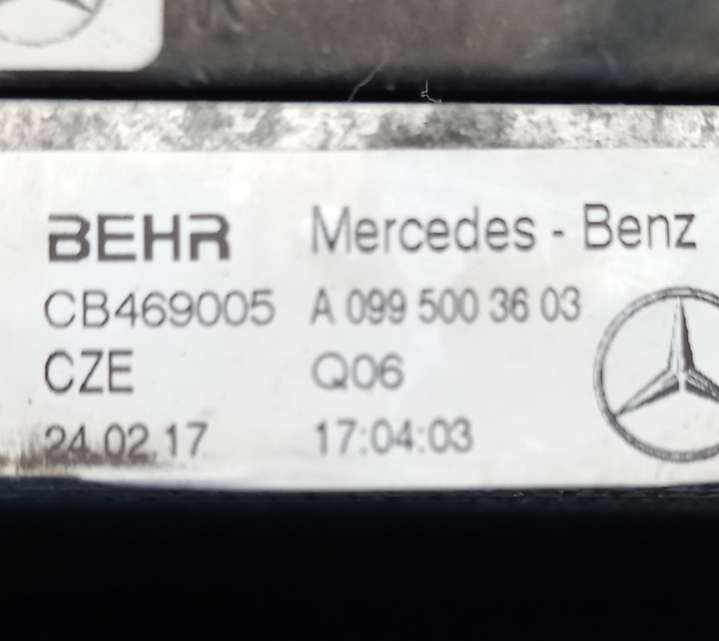 BEHR Mercedes - Benz
CB469005 A 099 500 36 03
CZE Q06
24.02.17 17:04:03